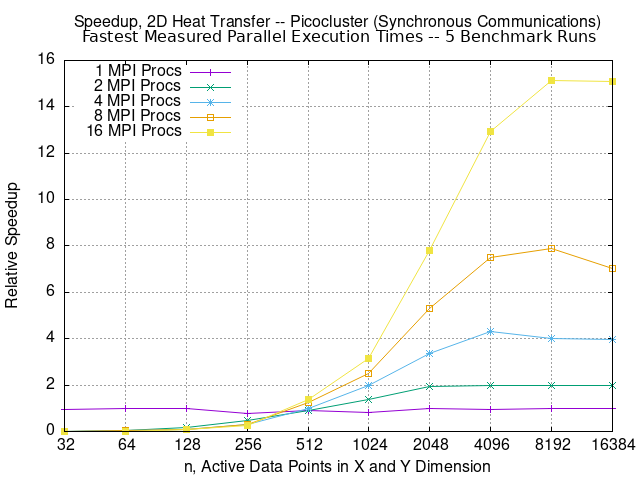 Speedup, 2D Heat Transfer -- Picocluster (Synchronous Communications)
Fastest Measured Parallel Execution Times -- 5 Benchmark Runs
16
14
12
10
8
6
4
2
0
Relative Speedup
1 MPI Procs
2 MPI Procs
4 MPI Procs
8 MPI Procs
16 MPI Procs
32 64 128 256 512 1024 2048 4096 8192 16384
n, Active Data Points in X and Y Dimension